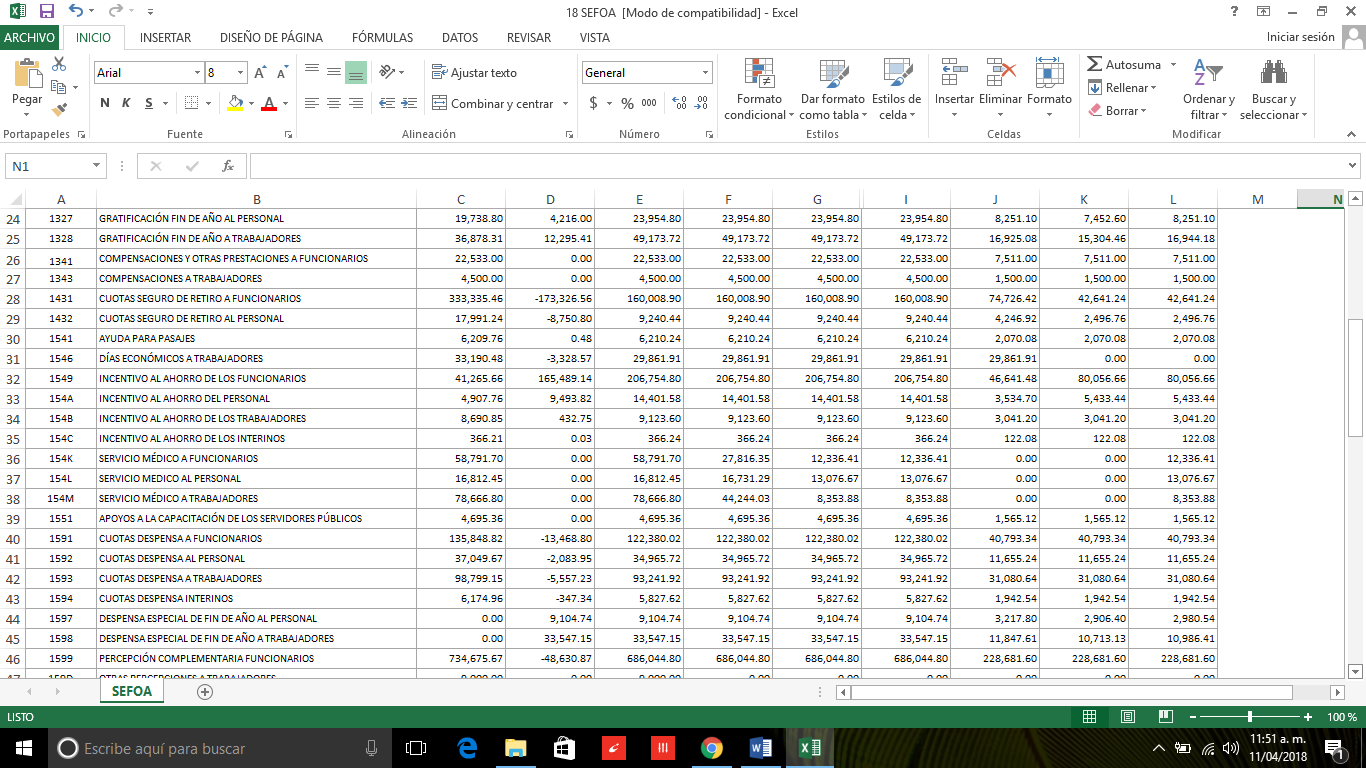 18 SEFOA [Modo de compatibilidad] - Excel
ARCHIVO INICIO INSERTAR DISEÑO DE PÁGINA FÓRMULAS DATOS REVISAR VISTA Iniciar sesión
Pegar
Arial 8
N K S
Ajustar texto
Combinar y centrar
General
$ % 000
Formato condicional
Dar formato como tabla
Estilos de celda
Insertar Eliminar Formato
Autosuma
Rellenar
Borrar
Ordenar y filtrar
Buscar y seleccionar
Portapapeles Fuente Alineación Número Estilos Celdas Modificar
N1
A B C D E F G I J K L M N
24 1327 GRATIFICACIÓN FIN DE AÑO AL PERSONAL 19,738.80 4,216.00 23,954.80 23,954.80 23,954.80 23,954.80 8,251.10 7,452.60 8,251.10
25 1328 GRATIFICACIÓN FIN DE AÑO A TRABAJADORES 36,878.31 12,295.41 49,173.72 49,173.72 49,173.72 49,173.72 16,925.08 15,304.46 16,944.18
26 1341 COMPENSACIONES Y OTRAS PRESTACIONES A FUNCIONARIOS 22,533.00 0.00 22,533.00 22,533.00 22,533.00 22,533.00 7,511.00 7,511.00 7,511.00
27 1343 COMPENSACIONES A TRABAJADORES 4,500.00 0.00 4,500.00 4,500.00 4,500.00 4,500.00 1,500.00 1,500.00 1,500.00
28 1431 CUOTAS SEGURO DE RETIRO A FUNCIONARIOS 333,335.46 -173,326.56 160,008.90 160,008.90 160,008.90 160,008.90 74,726.42 42,641.24 42,641.24
29 1432 CUOTAS SEGURO DE RETIRO AL PERSONAL 17,991.24 -8,750.80 9,240.44 9,240.44 9,240.44 9,240.44 4,246.92 2,496.76 2,496.76
30 1541 AYUDA PARA PASAJES 6,209.76 0.48 6,210.24 6,210.24 6,210.24 6,210.24 2,070.08 2,070.08 2,070.08
31 1546 DÍAS ECONÓMICOS A TRABAJADORES 33,190.48 -3,328.57 29,861.91 29,861.91 29,861.91 29,861.91 29,861.91 0.00 0.00
32 1549 INCENTIVO AL AHORRO DE LOS FUNCIONARIOS 41,265.66 165,489.14 206,754.80 206,754.80 206,754.80 206,754.80 46,641.48 80,056.66 80,056.66
33 154A INCENTIVO AL AHORRO DEL PERSONAL 4,907.76 9,493.82 14,401.58 14,401.58 14,401.58 14,401.58 3,534.70 5,433.44 5,433.44
34 154B INCENTIVO AL AHORRO DE LOS TRABAJADORES 8,690.85 432.75 9,123.60 9,123.60 9,123.60 9,123.60 3,041.20 3,041.20 3,041.20
35 154C INCENTIVO AL AHORRO DE LOS INTERINOS 366.21 0.03 366.24 366.24 366.24 366.24 122.08 122.08 122.08
36 154K SERVICIO MÉDICO A FUNCIONARIOS 58,791.70 0.00 58,791.70 27,816.35 12,336.41 12,336.41 0.00 0.00 12,336.41
37 154L SERVICIO MEDICO AL PERSONAL 16,812.45 0.00 16,812.45 16,731.29 13,076.67 13,076.67 0.00 0.00 13,076.67
38 154M SERVICIO MEDICO A TRABAJADORES 78,666.80 0.00 78,666.80 44,244.03 8,353.88 8,353.88 0.00 0.00 8,353.88
39 1551 APOYOS A LA CAPACITACIÓN DE LOS SERVIDORES PÚBLICOS 4,695.36 0.00 4,695.36 4,695.36 4,695.36 4,695.36 1,565.12 1,565.12 1,565.12
40 1591 CUOTAS DESPENSA A FUNCIONARIOS 135,848.82 -13,468.80 122,380.02 122,380.02 122,380.02 122,380.02 40,793.34 40,793.34 40,793.34
41 1592 CUOTAS DESPENSA AL PERSONAL 37,049.67 -2,083.95 34,965.72 34,965.72 34,965.72 34,965.72 11,655.24 11,655.24 11,655.24
42 1593 CUOTAS DESPENSA A TRABAJADORES 98,799.15 -5,557.23 93,241.92 93,241.92 93,241.92 93,241.92 31,080.64 31,080.64 31,080.64
43 1594 CUOTAS DESPENSA INTERINOS 6,174.96 -347.34 5,827.62 5,827.62 5,827.62 5,827.62 1,942.54 1,942.54 1,942.54
44 1597 DESPENSA ESPECIAL DE FIN DE AÑO AL PERSONAL 0.00 9,104.74 9,104.74 9,104.74 9,104.74 9,104.74 3,217.80 2,906.40 2,980.54
45 1598 DESPENSA ESPECIAL DE FIN DE AÑO A TRABAJADORES 0.00 33,547.15 33,547.15 33,547.15 33,547.15 33,547.15 11,847.61 10,713.13 10,986.41
46 1599 PERCEPCIÓN COMPLEMENTARIA FUNCIONARIOS 734,675.67 -48,630.87 686,044.80 686,044.80 686,044.80 686,044.80 228,681.60 228,681.60 228,681.60
SEFOA
LISTO 100 %
Escribe aquí para buscar
11:51 a. m.
11/04/2018